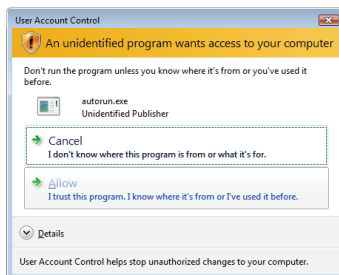 User Account Control
An unidentified program wants access to your computer
Don't run the program unless you know where it's from or you've used it
before.
autorun.exe
Unidentified Publisher
Cancel
I don't know where this program is from or what it's for.
Allow
I trust this program. I know where it's from or I've used it before.
Details
User Account Control helps stop unauthorized changes to your computer.